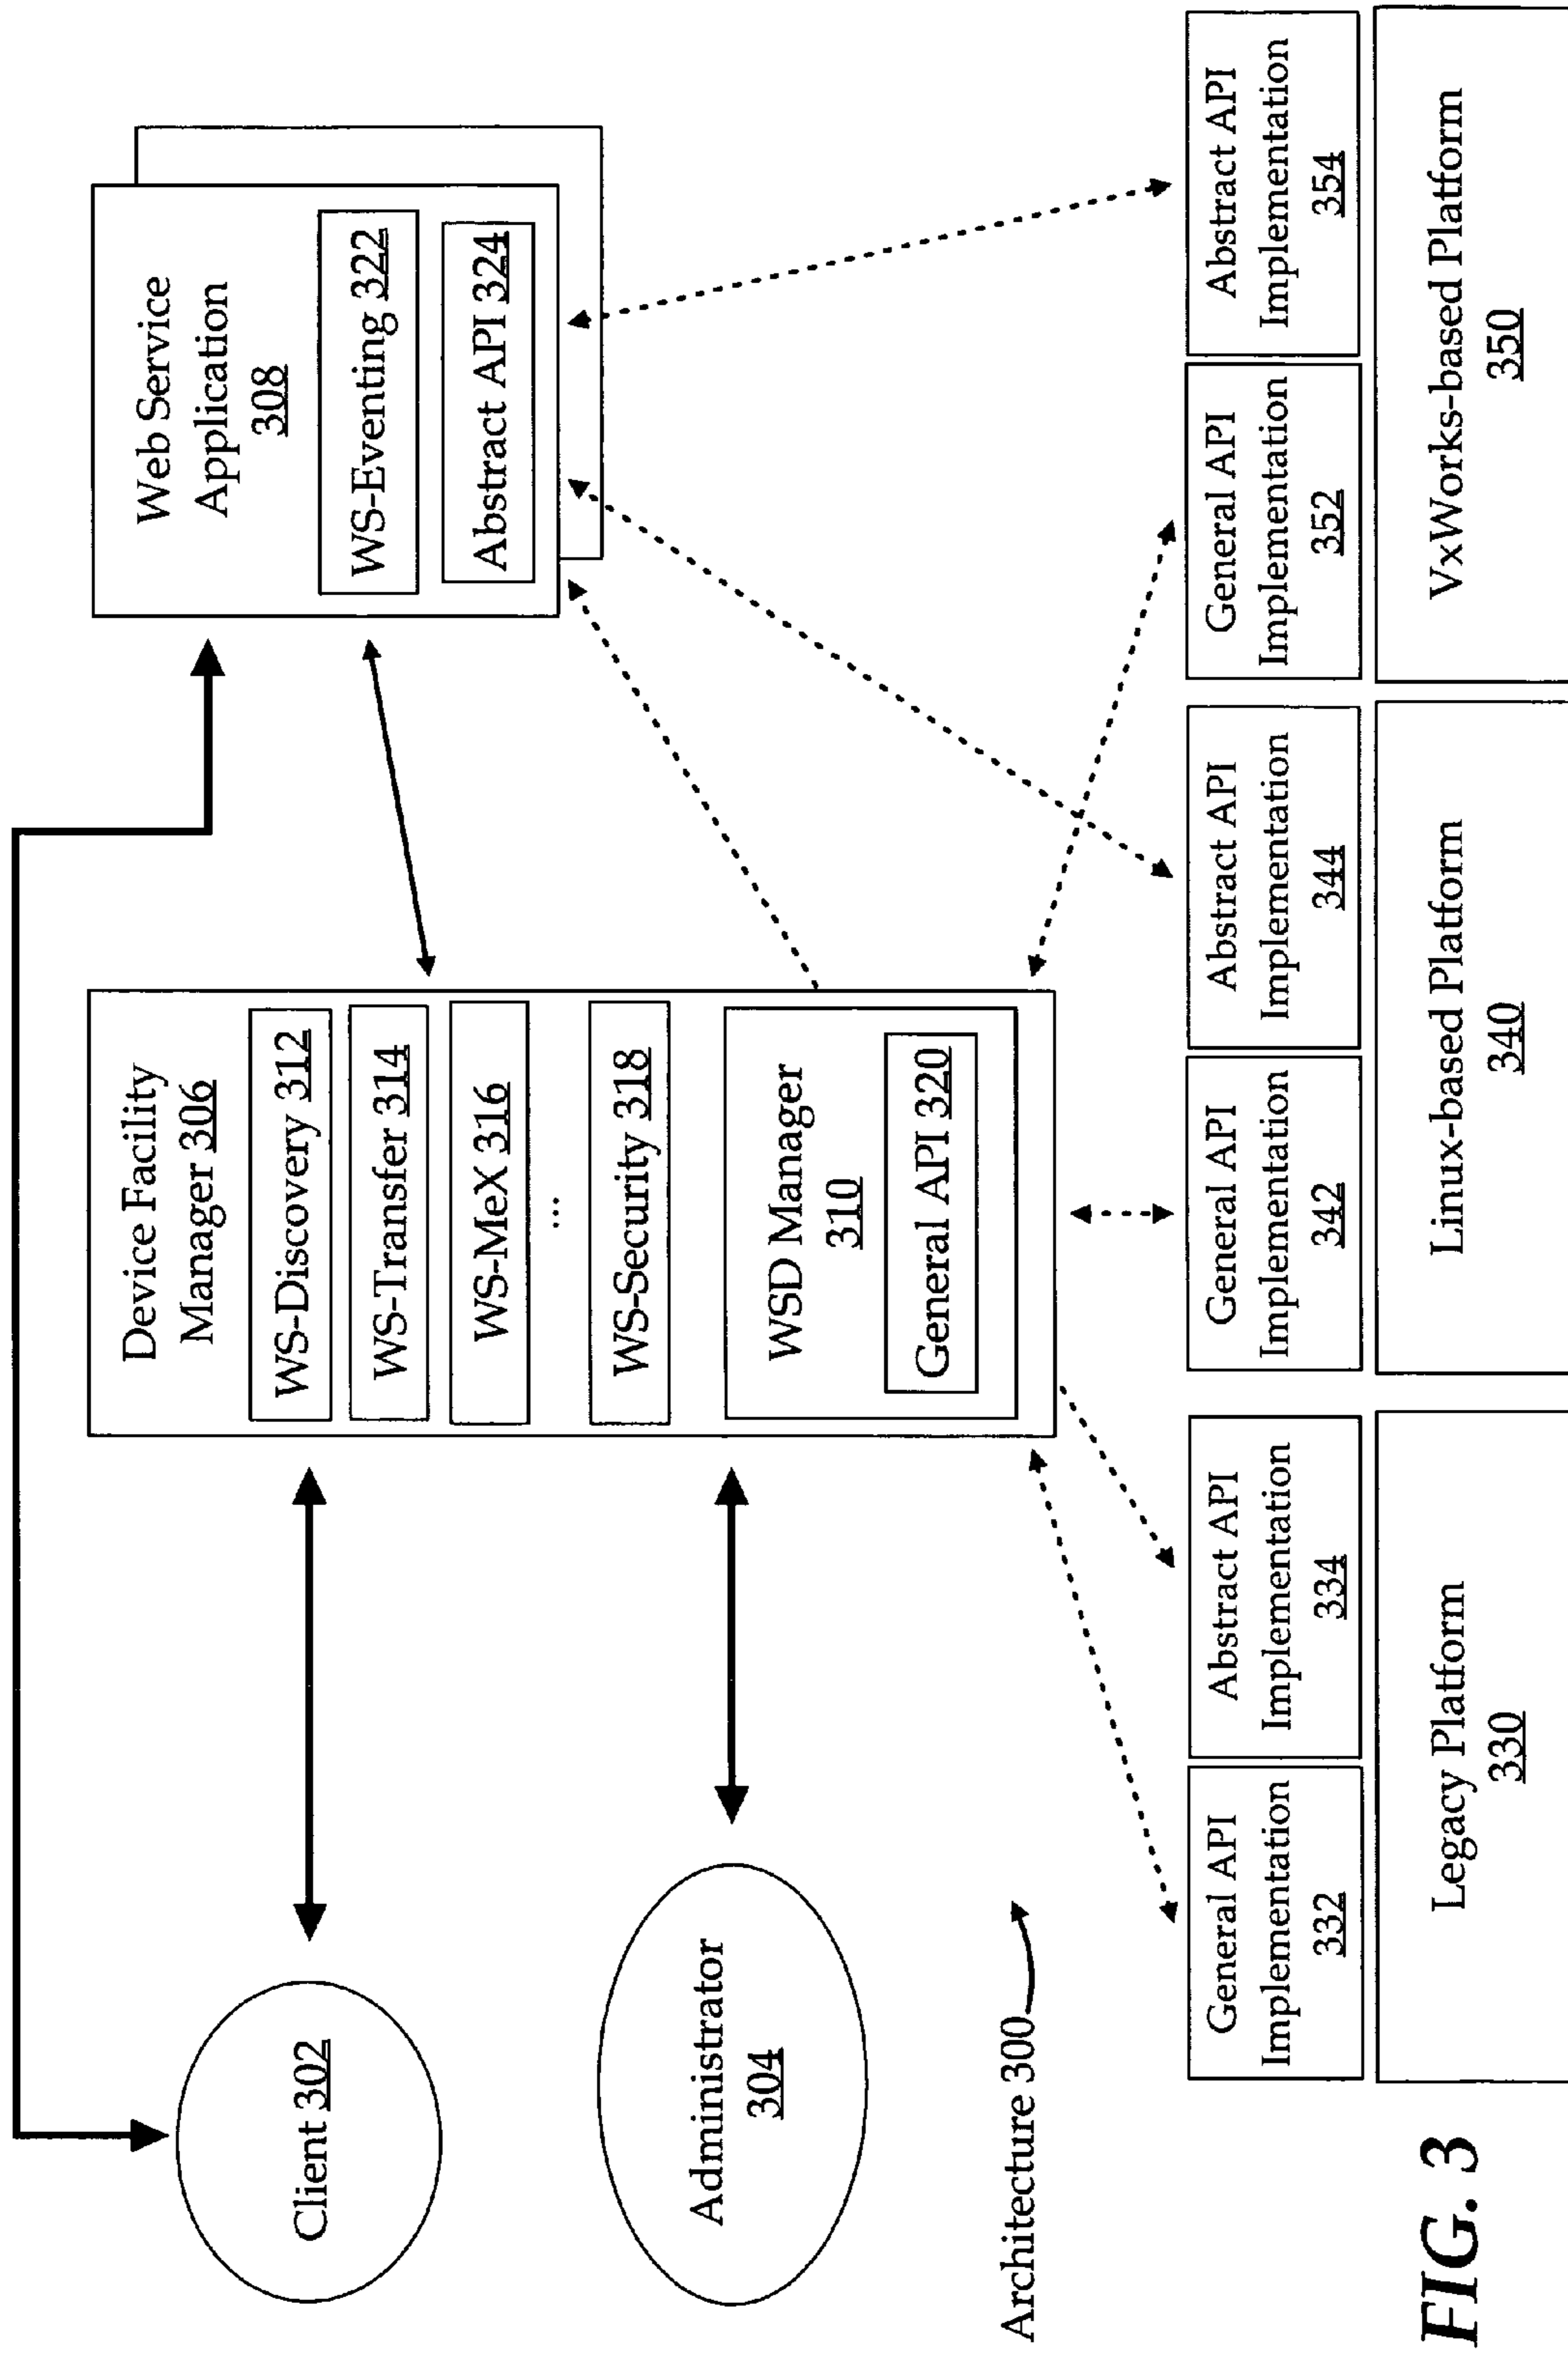 Client 302
Administrator
304
Architecture 300
Device Facility
Manager 306
WS-Discovery 312
WS-Transfer 314
WS-MeX 316
...
WS-Security 318
WSD Manager
310
General API 320
Web Service
Application
308
WS-Eventing 322
Abstract API 324
General API
Implementation
332
Abstract API
Implementation
334
Legacy Platform
330
General API
Implementation
342
Abstract API
Implementation
344
Linux-based Platform
340
General API
Implementation
352
Abstract API
Implementation
354
VxWorks-based Platform
350
FIG. 3